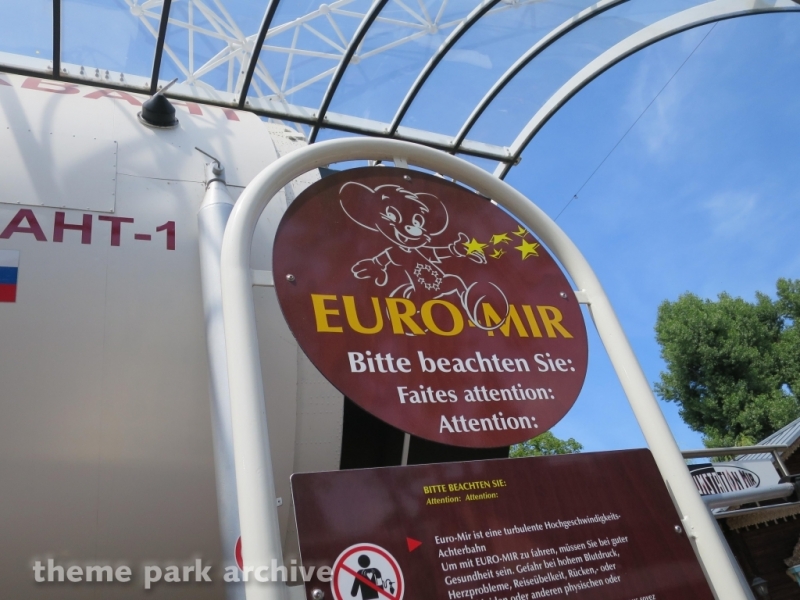 АНТ-1
EURO-MIR
Bitte beachten Sie:
Faites attention:
Attention:
BITTE BEACHTEN SIE:
Attention: Attention:
Euro-Mir ist eine turbulente Hochgeschwindigkeits-
Achterbahn
Um mit EURO-MIR zu fahren, müssen Sie bei guter
Gesundheit sein. Gefahr bei hohem Blutdruck,
Herzprobleme, Reiseübelkeit, Rücken,- oder
oder anderen physischen oder
MIR
theme park archive